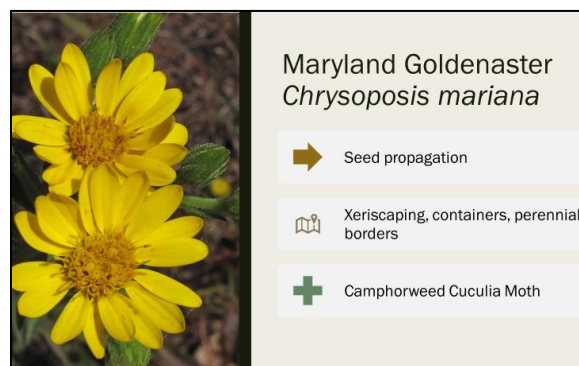 Maryland Goldenaster
Chrysoposis mariana
Seed propagation
Xeriscaping, containers, perennial
borders
Camphorweed Cuculia Moth